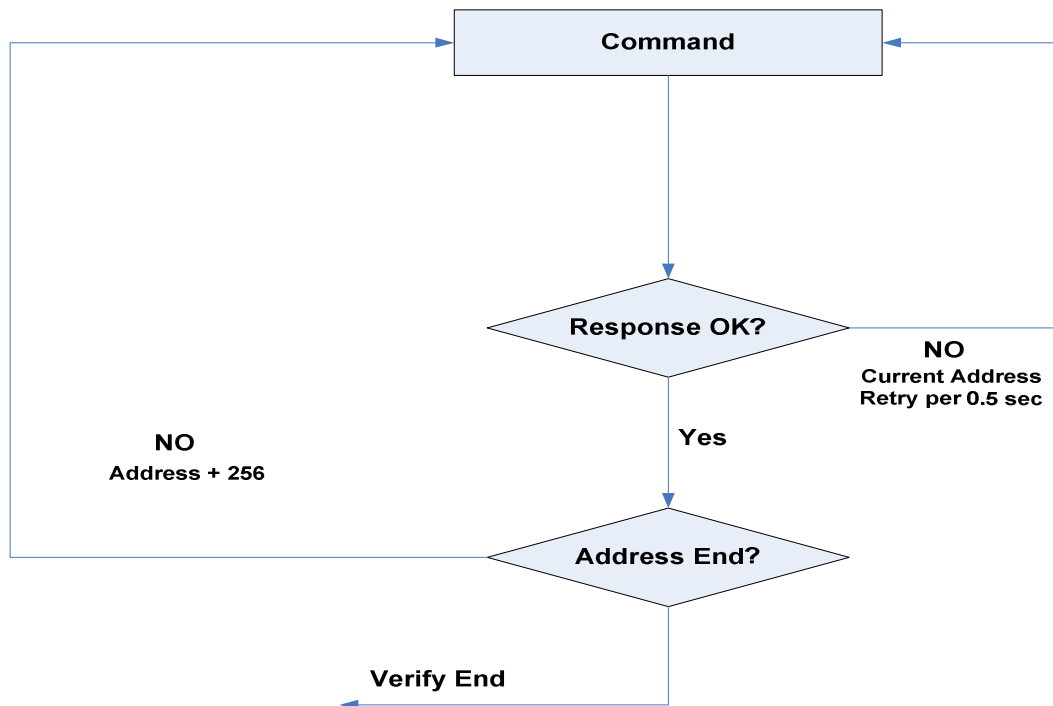 Command
Response OK?
NO
Current Address
Retry per 0.5 sec
Yes
NO
Address + 256
Address End?
Verify End